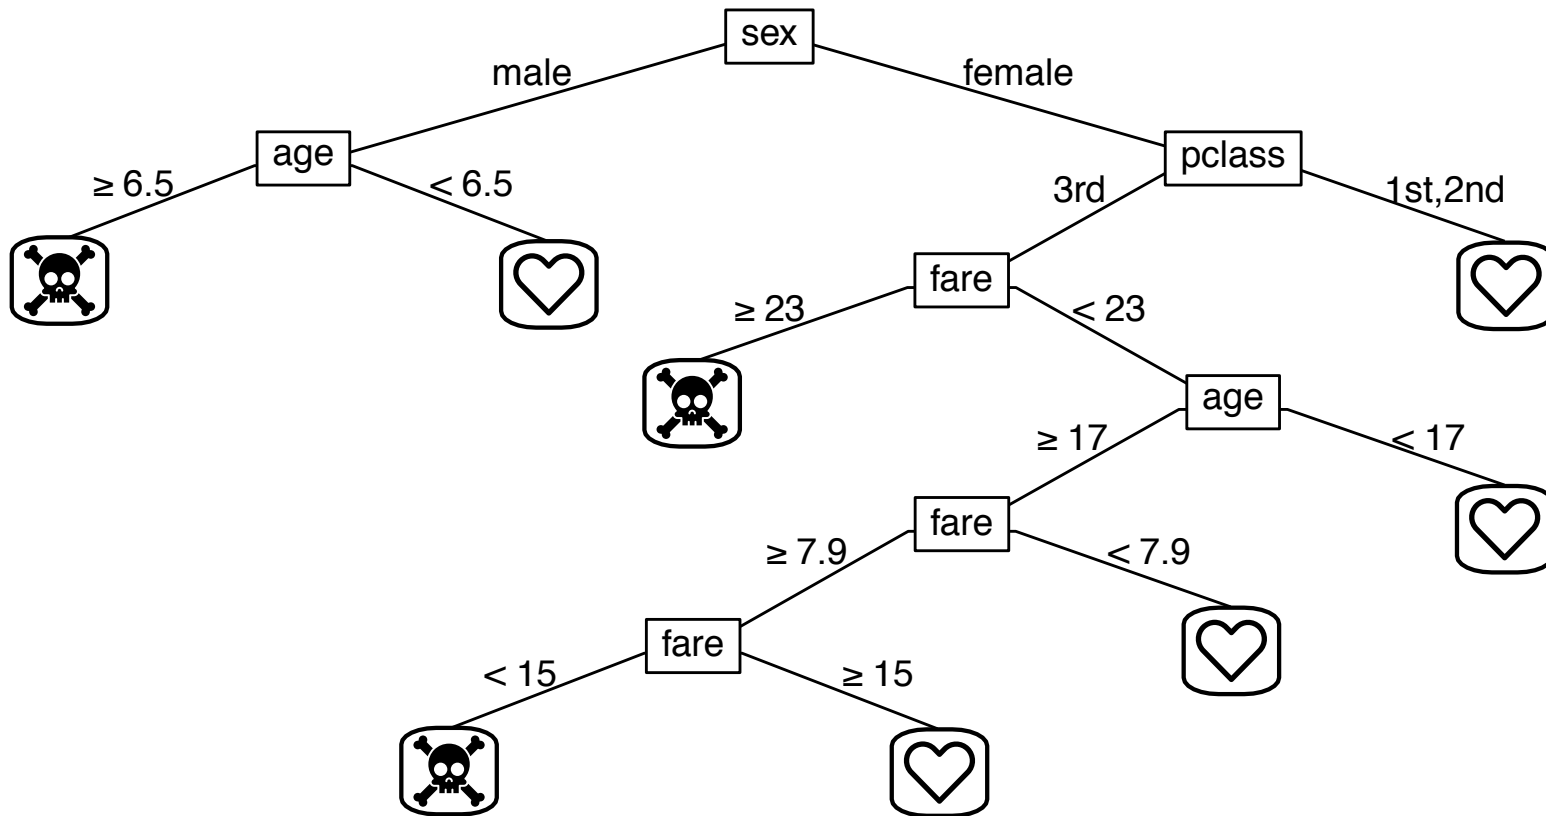 sex
male
female
age
pclass
≥ 6.5
< 6.5
3rd
1st,2nd
fare
≥ 23
< 23
age
≥ 17
< 17
fare
≥ 7.9
< 7.9
fare
< 15
≥ 15